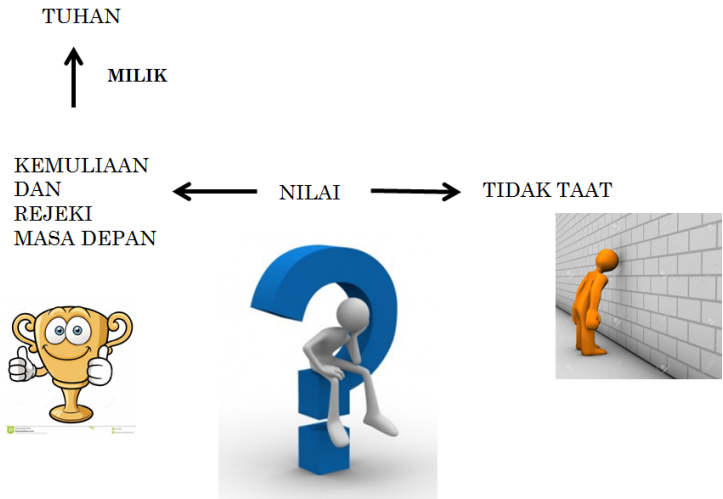 TUHAN
MILIK
KEMULIAAN
DAN
REJEKI
MASA DEPAN
NILAI
TIDAK TAAT